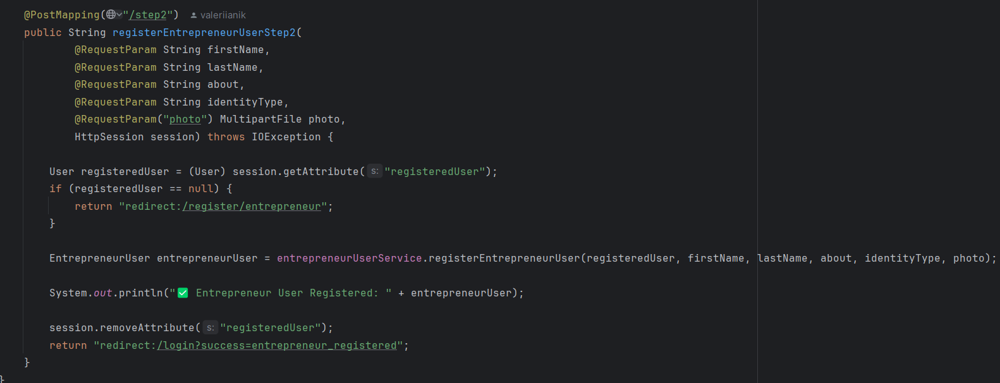 @PostMapping("/step2") valeriianik
public String registerEntrepreneurUserStep2(
@RequestParam String firstName,
@RequestParam String lastName,
@RequestParam String about,
@RequestParam String identityType,
@RequestParam("photo") MultipartFile photo,
HttpSession session) throws IOException {
User registeredUser = (User) session.getAttribute( s: "registeredUser");
if (registeredUser == null) {
return "redirect:/register/entrepreneur";
}
EntrepreneurUser entrepreneurUser = entrepreneurUserService.registerEntrepreneurUser(registeredUser, firstName, lastName, about, identityType, photo);
System.out.println("✅ Entrepreneur User Registered: " + entrepreneurUser);
session.removeAttribute( s: "registeredUser");
return "redirect:/login?success=entrepreneur_registered";
}
}